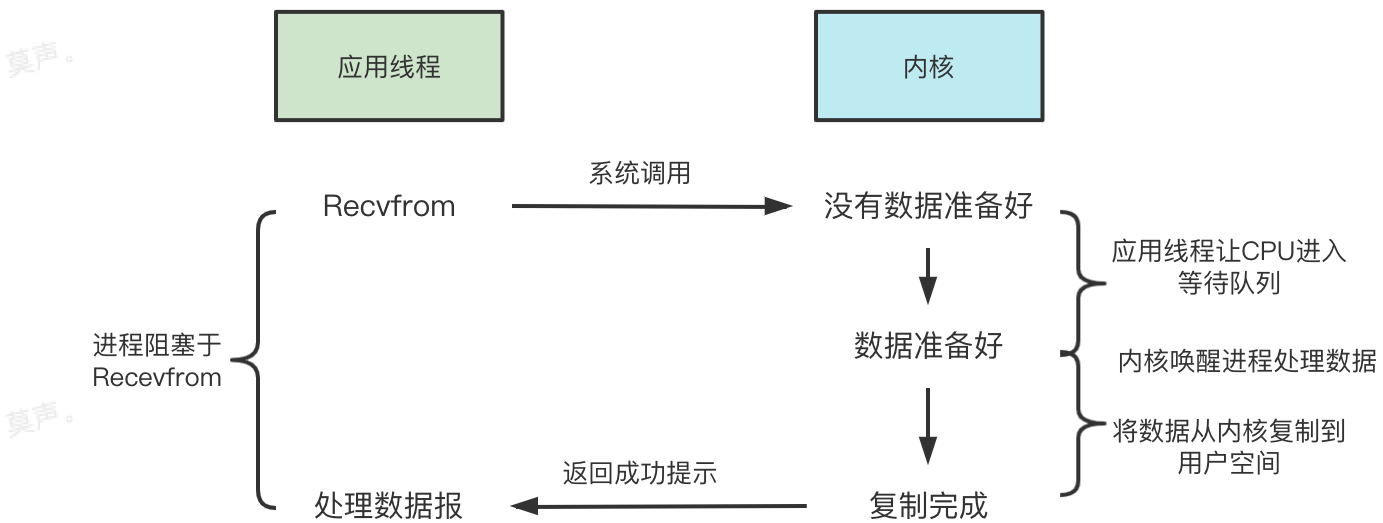 莫声。
应用线程
内核
系统调用
Recvfrom
没有数据准备好
应用线程让CPU进入
等待队列
进程阻塞于
Recevfrom
数据准备好
内核唤醒进程处理数据
莫声。
将数据从内核复制到
用户空间
返回成功提示
处理数据报
复制完成